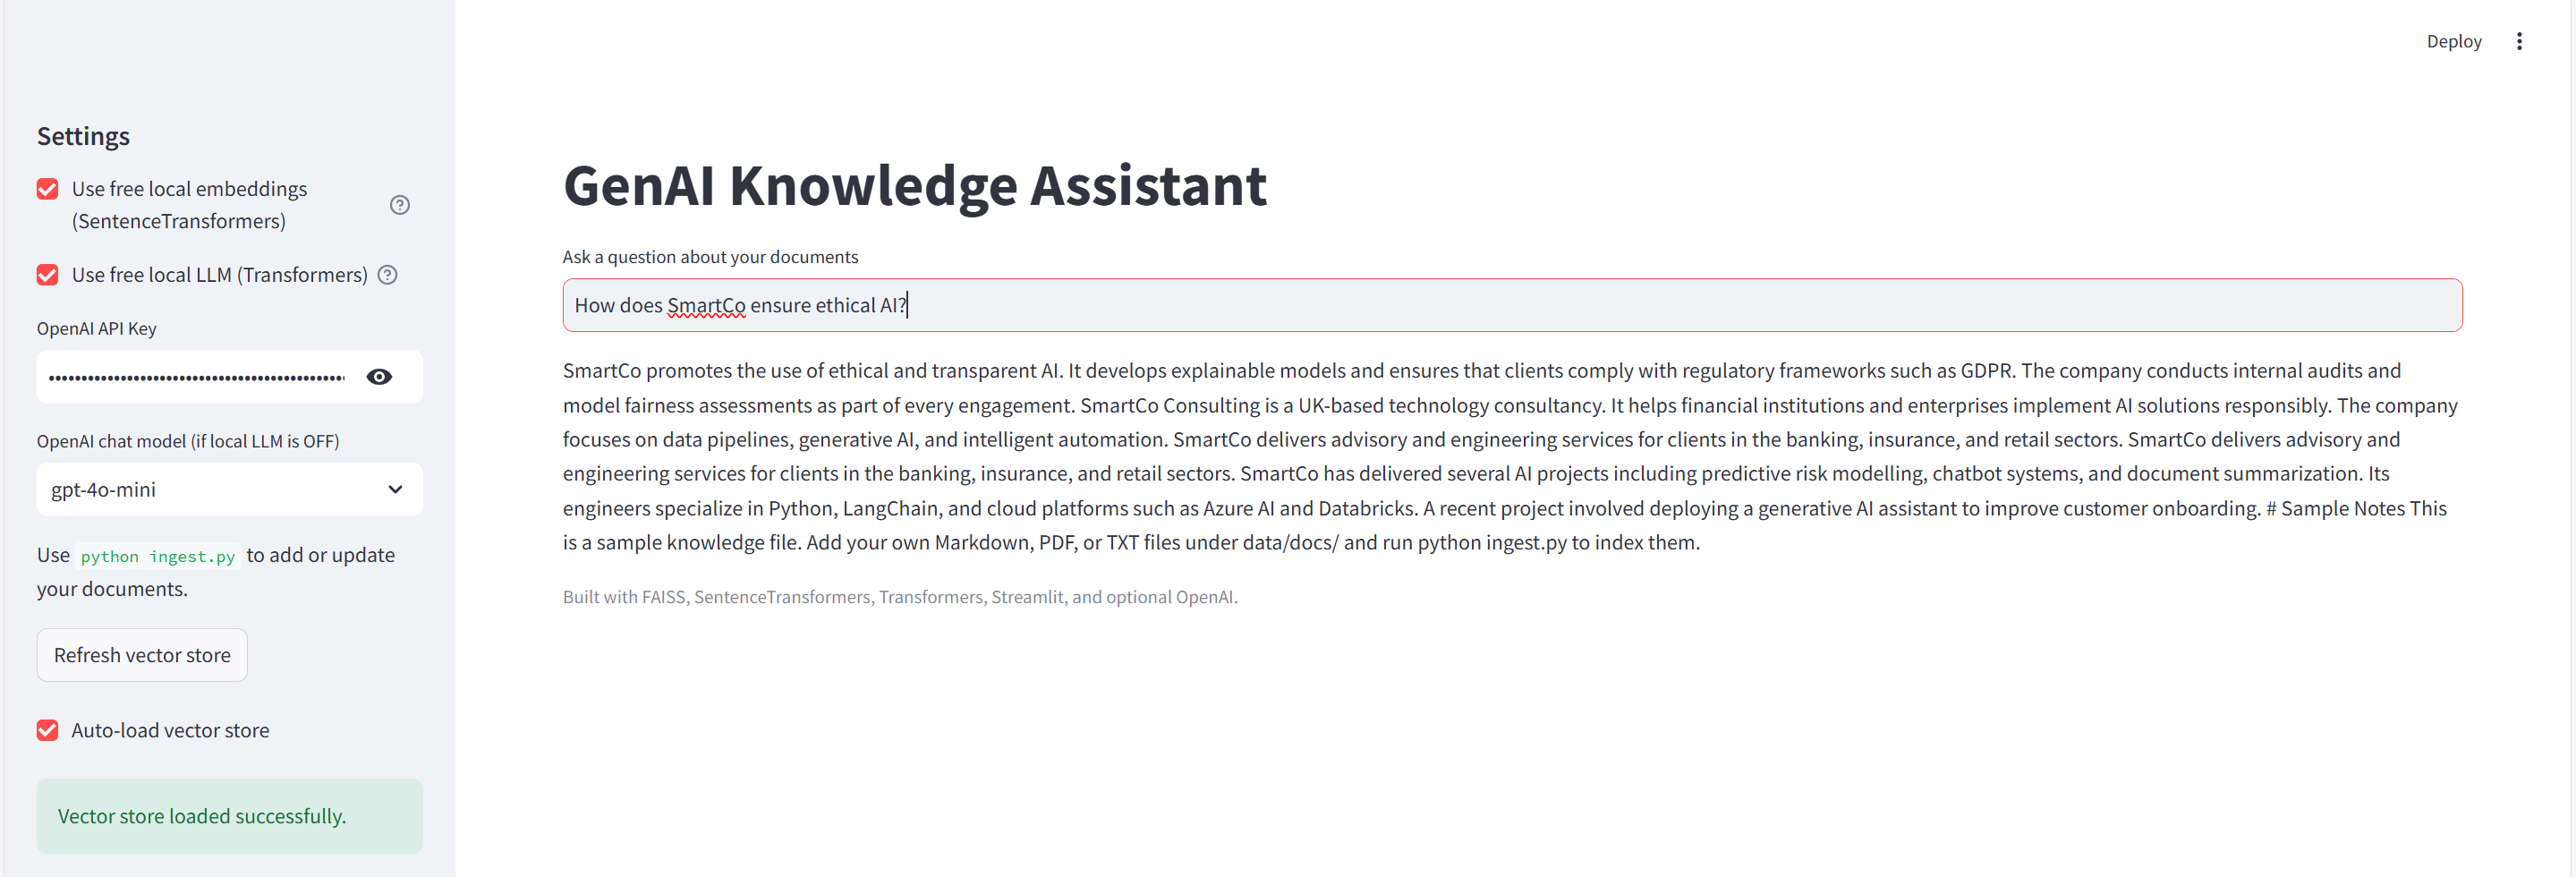 Deploy
Settings
Use free local embeddings
(SentenceTransformers)
Use free local LLM (Transformers)
OpenAI API Key
••••••••••••••••••••••••••••••••••••••••••••
OpenAI chat model (if local LLM is OFF)
gpt-4o-mini
Use python ingest.py to add or update
your documents.
Refresh vector store
Auto-load vector store
Vector store loaded successfully.
GenAI Knowledge Assistant
Ask a question about your documents
How does SmartCo ensure ethical AI?
SmartCo promotes the use of ethical and transparent AI. It develops explainable models and ensures that clients comply with regulatory frameworks such as GDPR. The company conducts internal audits and
model fairness assessments as part of every engagement. SmartCo Consulting is a UK-based technology consultancy. It helps financial institutions and enterprises implement AI solutions responsibly. The company
focuses on data pipelines, generative AI, and intelligent automation. SmartCo delivers advisory and engineering services for clients in the banking, insurance, and retail sectors. SmartCo delivers advisory and
engineering services for clients in the banking, insurance, and retail sectors. SmartCo has delivered several AI projects including predictive risk modelling, chatbot systems, and document summarization. Its
engineers specialize in Python, LangChain, and cloud platforms such as Azure AI and Databricks. A recent project involved deploying a generative AI assistant to improve customer onboarding. # Sample Notes This
is a sample knowledge file. Add your own Markdown, PDF, or TXT files under data/docs/ and run python ingest.py to index them.
Built with FAISS, SentenceTransformers, Transformers, Streamlit, and optional OpenAI.